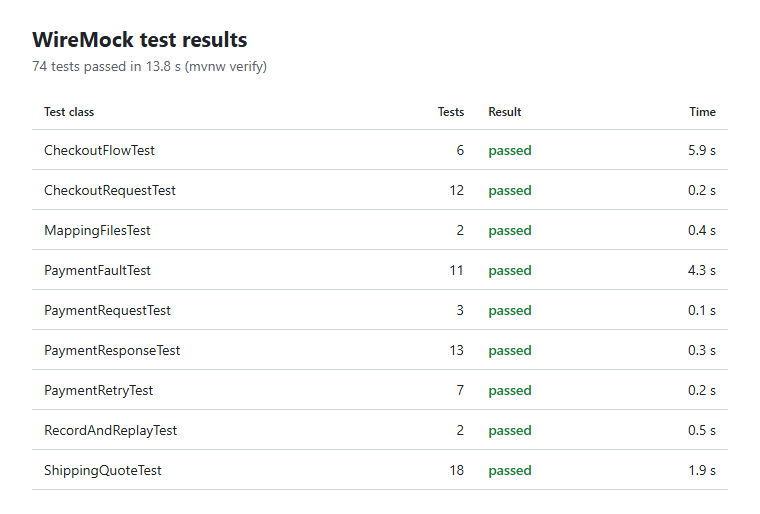 WireMock test results
74 tests passed in 13.8 s (mvnw verify)
Test class Tests Result Time
CheckoutFlowTest 6 passed 5.9 s
CheckoutRequestTest 12 passed 0.2 s
MappingFilesTest 2 passed 0.4 s
PaymentFaultTest 11 passed 4.3 s
PaymentRequestTest 3 passed 0.1 s
PaymentResponseTest 13 passed 0.3 s
PaymentRetryTest 7 passed 0.2 s
RecordAndReplayTest 2 passed 0.5 s
ShippingQuoteTest 18 passed 1.9 s